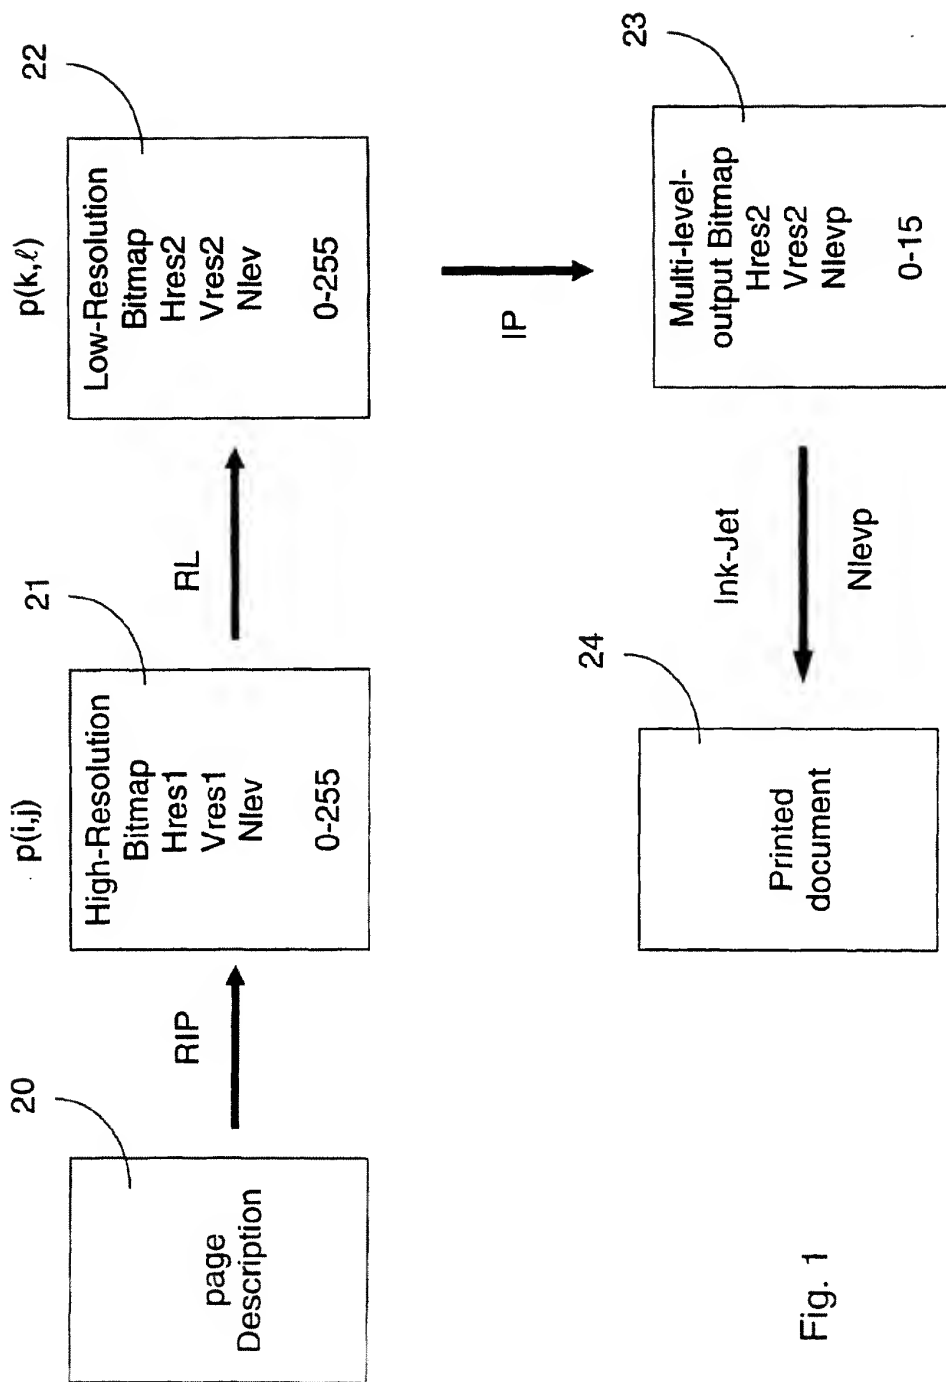 20
page
Description
RIP
p(i,j)
21
High-Resolution
Bitmap
Hres1
Vres1
Nlev
0-255
RL
p(k,ℓ)
22
Low-Resolution
Bitmap
Hres2
Vres2
Nlev
0-255
IP
23
Multi-level-
output Bitmap
Hres2
Vres2
Nlevp
0-15
Ink-Jet
Nlevp
24
Printed
document
Fig. 1